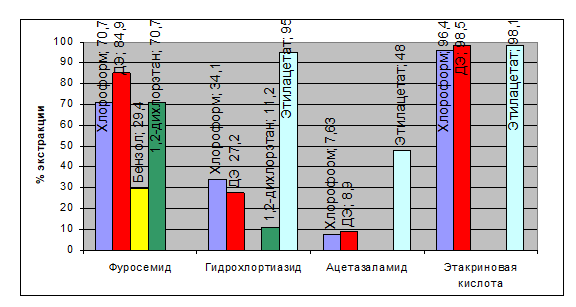 % экстракции
100
90
80
70
60
50
40
30
20
10
0
Хлороформ; 70,7
ДЭ; 84,9
Бензол; 29,4
1,2-дихлорэтан; 70,7
Хлороформ; 34,1
ДЭ; 27,2
1,2-дихлорэтан; 11,2
Этилацетат; 95
Хлороформ; 7,63
ДЭ; 8,9
Этилацетат; 48
Хлороформ; 96,4
ДЭ; 98,5
Этилацетат; 98,1
Фуросемид
Гидрохлортиазид
Ацетазаламид
Этакриновая
кислота